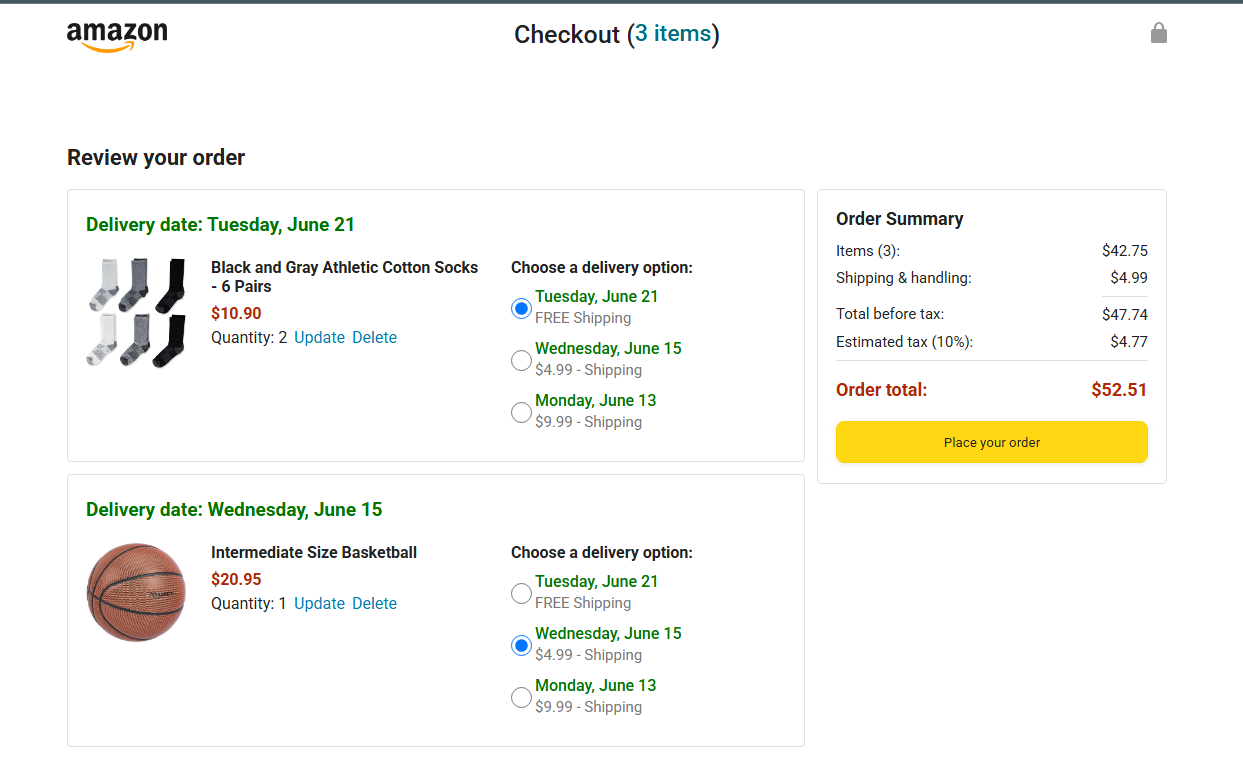 amazon
Checkout (3 items)
Review your order
Delivery date: Tuesday, June 21
Black and Gray Athletic Cotton Socks
- 6 Pairs
$10.90
Quantity: 2 Update Delete
Choose a delivery option:
Tuesday, June 21
FREE Shipping
Wednesday, June 15
$4.99 - Shipping
Monday, June 13
$9.99 - Shipping
Delivery date: Wednesday, June 15
Intermediate Size Basketball
$20.95
Quantity: 1 Update Delete
Choose a delivery option:
Tuesday, June 21
FREE Shipping
Wednesday, June 15
$4.99 - Shipping
Monday, June 13
$9.99 - Shipping
Order Summary
Items (3): $42.75
Shipping & handling: $4.99
Total before tax: $47.74
Estimated tax (10%): $4.77
Order total: $52.51
Place your order